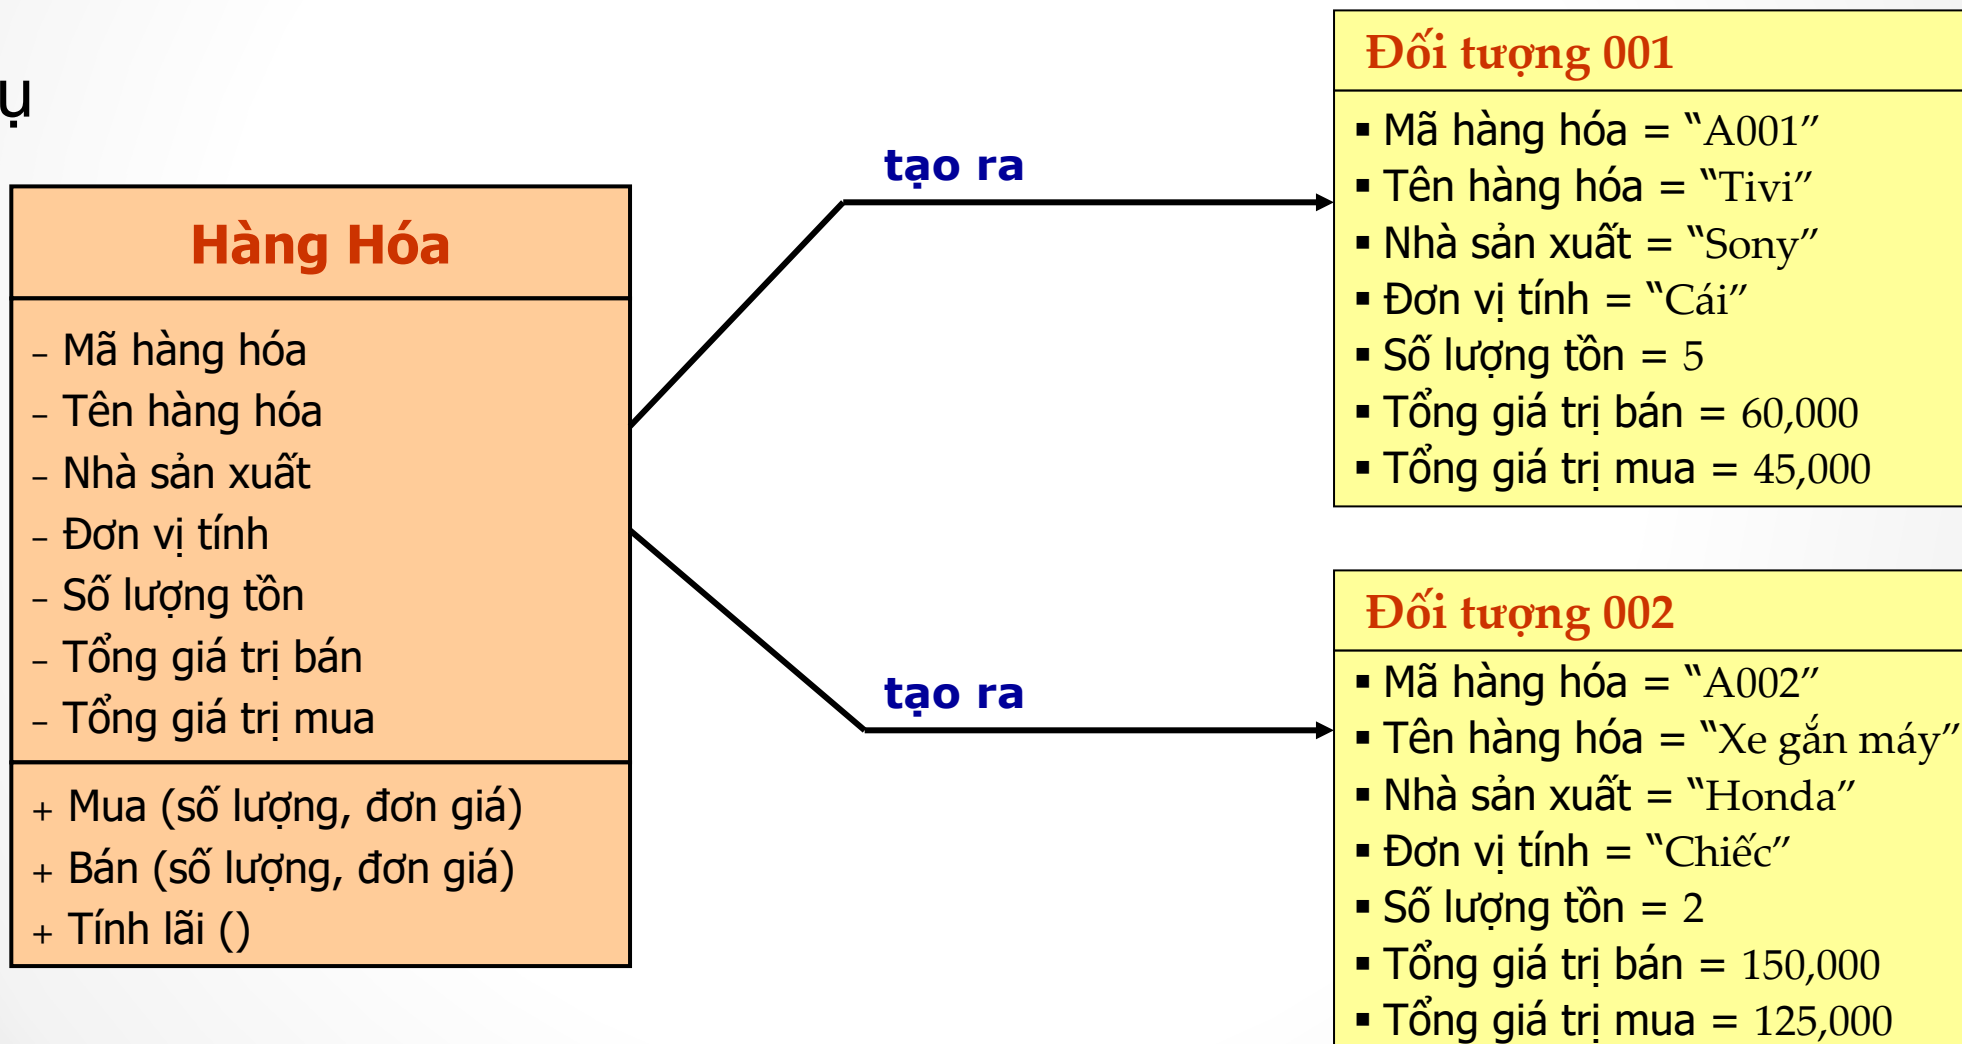 ụ
Hàng Hóa
– Mã hàng hóa
– Tên hàng hóa
– Nhà sản xuất
– Đơn vị tính
– Số lượng tồn
– Tổng giá trị bán
– Tổng giá trị mua
+ Mua (số lượng, đơn giá)
+ Bán (số lượng, đơn giá)
+ Tính lãi ()
tạo ra
tạo ra
Đối tượng 001
▪ Mã hàng hóa = “A001”
▪ Tên hàng hóa = “Tivi”
▪ Nhà sản xuất = “Sony”
▪ Đơn vị tính = “Cái”
▪ Số lượng tồn = 5
▪ Tổng giá trị bán = 60,000
▪ Tổng giá trị mua = 45,000
Đối tượng 002
▪ Mã hàng hóa = “A002”
▪ Tên hàng hóa = “Xe gắn máy”
▪ Nhà sản xuất = “Honda”
▪ Đơn vị tính = “Chiếc”
▪ Số lượng tồn = 2
▪ Tổng giá trị bán = 150,000
▪ Tổng giá trị mua = 125,000